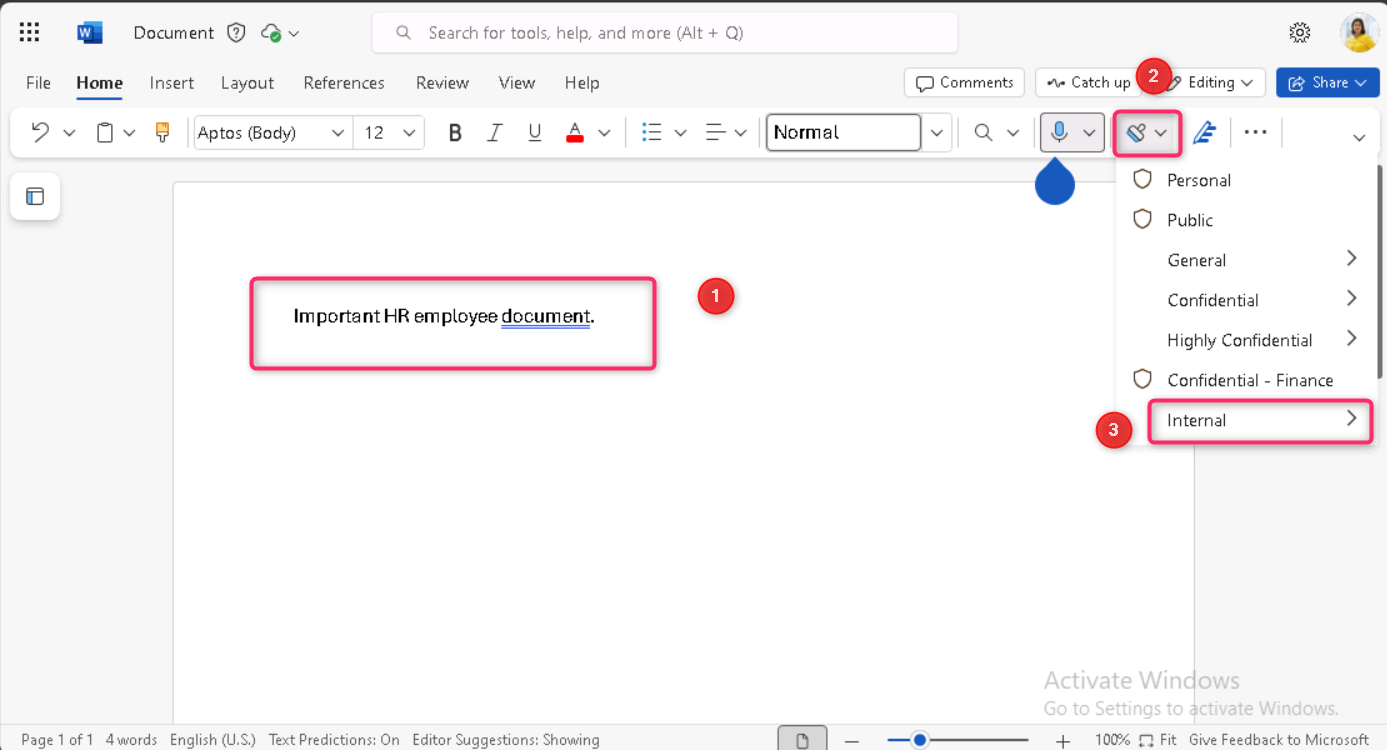 W Document Search for tools, help, and more (Alt + Q)
File Home Insert Layout References Review View Help Comments Catch up 2 Editing Share
Aptos (Body) 12 B I U A Normal
Personal
Public
General
Confidential
Highly Confidential
Confidential - Finance
Internal
3
Important HR employee document.
1
Activate Windows
Go to Settings to activate Windows.
Page 1 of 1 4 words English (U.S.) Text Predictions: On Editor Suggestions: Showing 100% Fit Give Feedback to Microsoft